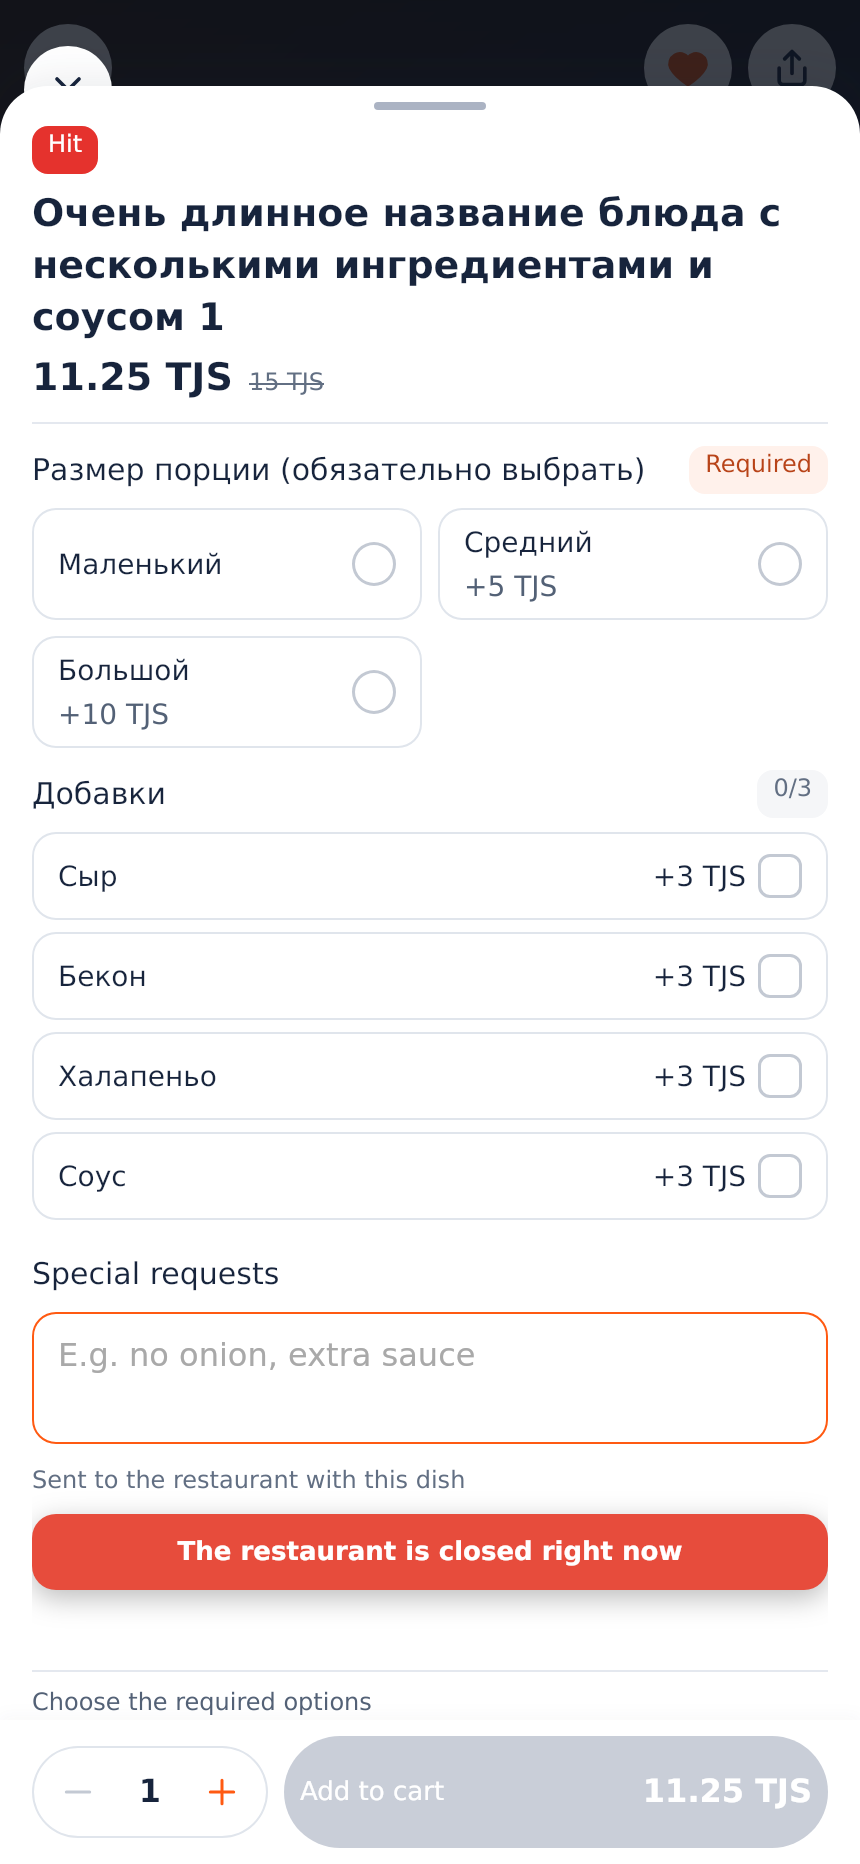 Hit
Очень длинное название блюда с
несколькими ингредиентами и
соусом 1
11.25 TJS 15 TJS
Размер порции (обязательно выбрать) Required
Маленький
Средний
+5 TJS
Большой
+10 TJS
Добавки 0/3
Сыр +3 TJS
Бекон +3 TJS
Халапеньо +3 TJS
Соус +3 TJS
Special requests
E.g. no onion, extra sauce
Sent to the restaurant with this dish
The restaurant is closed right now
Choose the required options
1
Add to cart 11.25 TJS